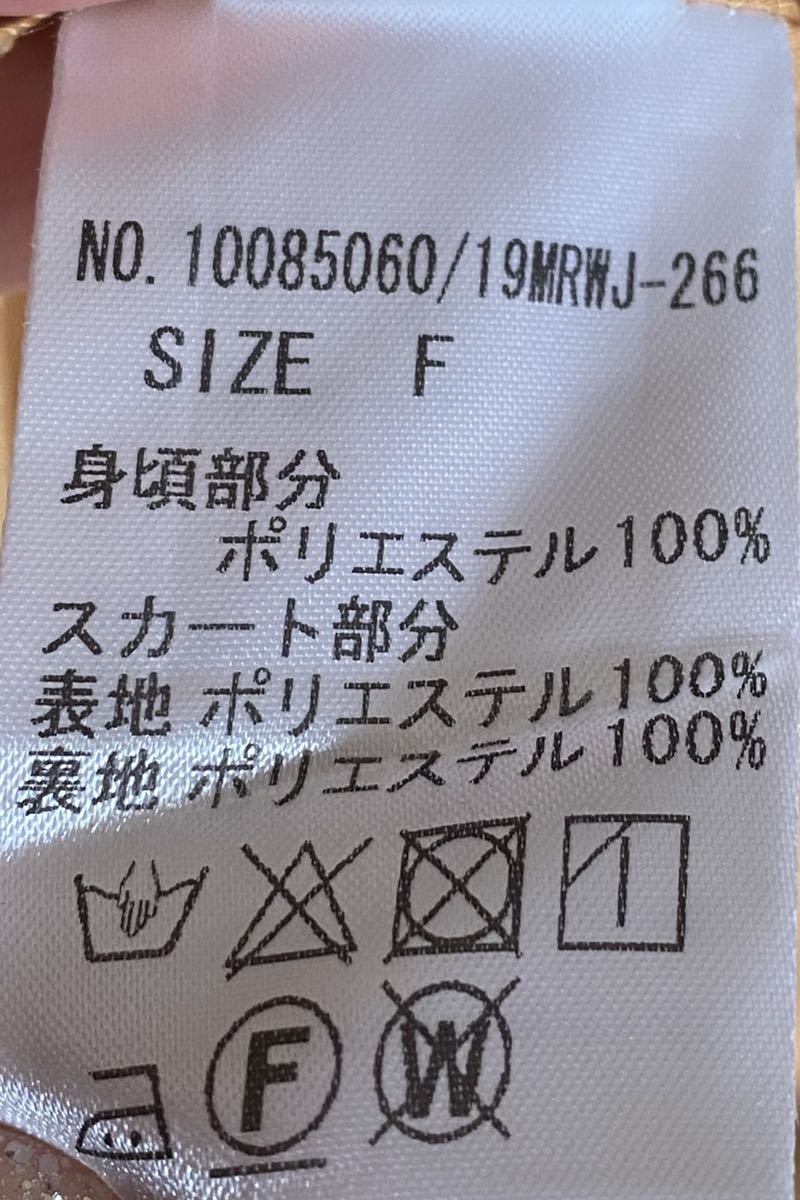 NO. 10085060/19MRWJ-266
SIZE F
身頃部分
ポリエステル100%
スカート部分
表地 ポリエステル100%
裏地 ポリエステル100%
F W